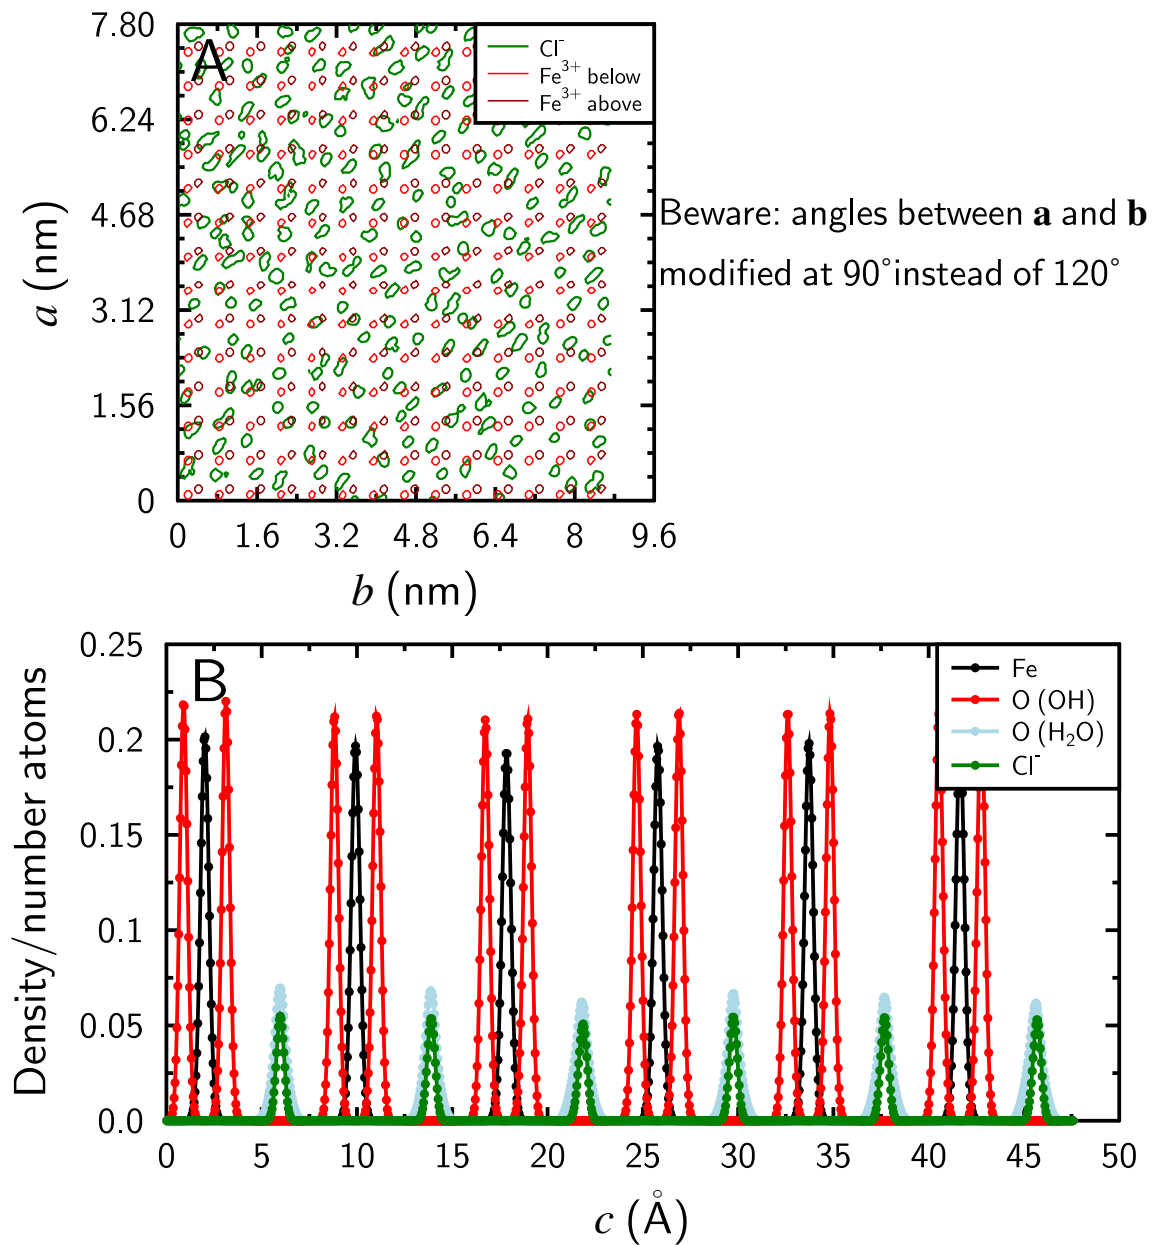 7.80
6.24
4.68
3.12
1.56
0
a (nm)
A
Cl⁻
Fe³⁺ below
Fe³⁺ above
0 1.6 3.2 4.8 6.4 8 9.6
b (nm)
Beware: angles between a and b
modified at 90°instead of 120°
0.25
0.2
0.15
0.1
0.05
0.0
Density/number atoms
B
Fe
O (OH)
O (H₂O)
Cl⁻
0 5 10 15 20 25 30 35 40 45 50
c (Å)